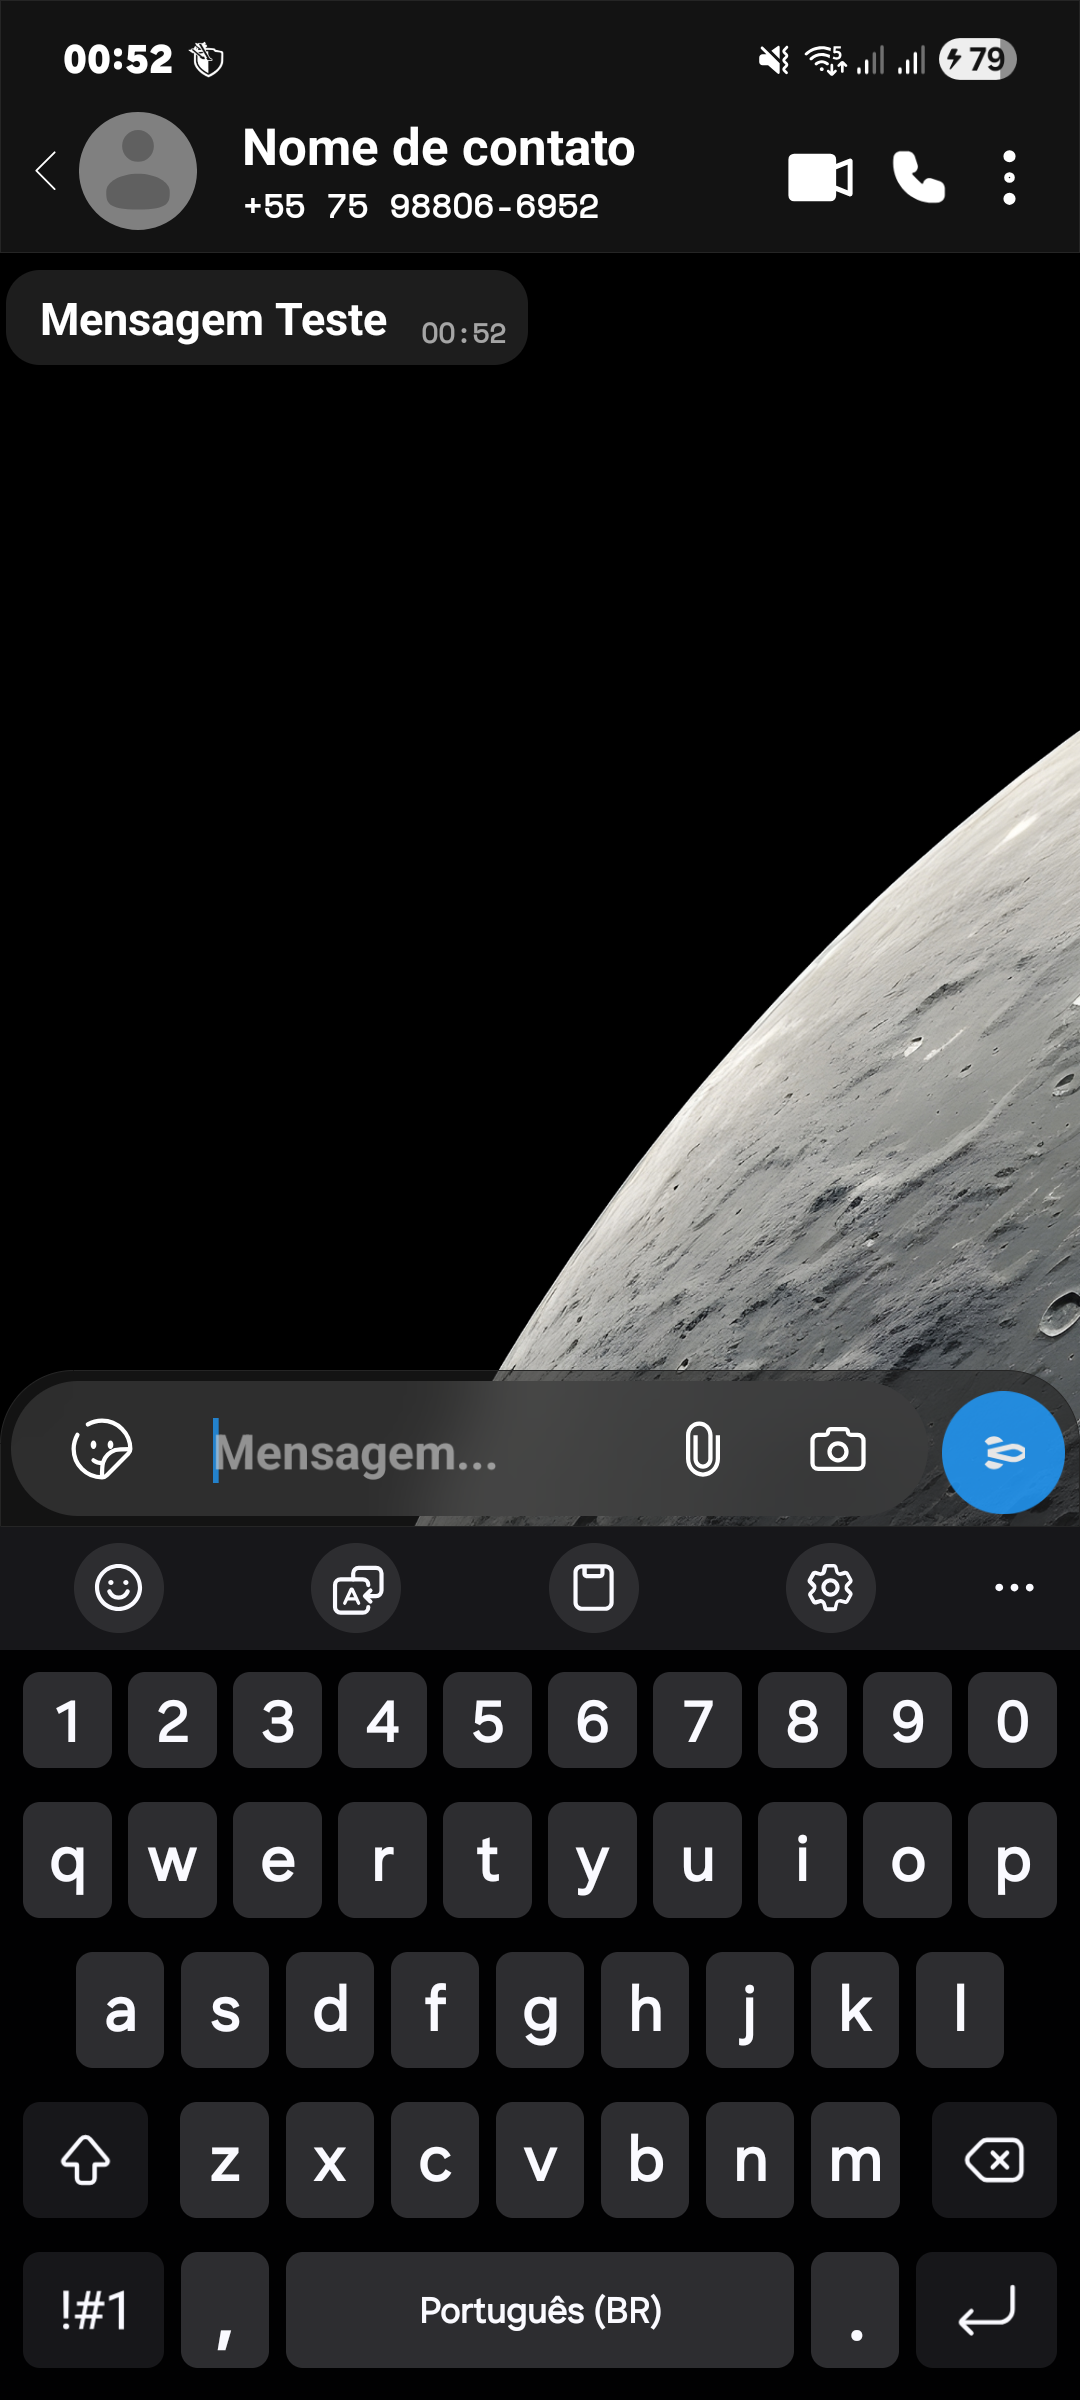 00:52 5 79
Nome de contato
+55 75 98806-6952
Mensagem Teste 00:52
Mensagem...
A
1 2 3 4 5 6 7 8 9 0
q w e r t y u i o p
a s d f g h j k l
z x c v b n m
!#1 , Português (BR) .